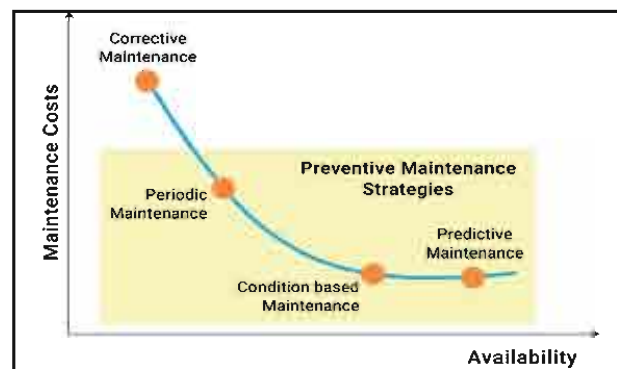 Corrective
Maintenance
Maintenance Costs
Preventive Maintenance
Strategies
Periodic
Maintenance
Predictive
Maintenance
Condition based
Maintenance
Availability